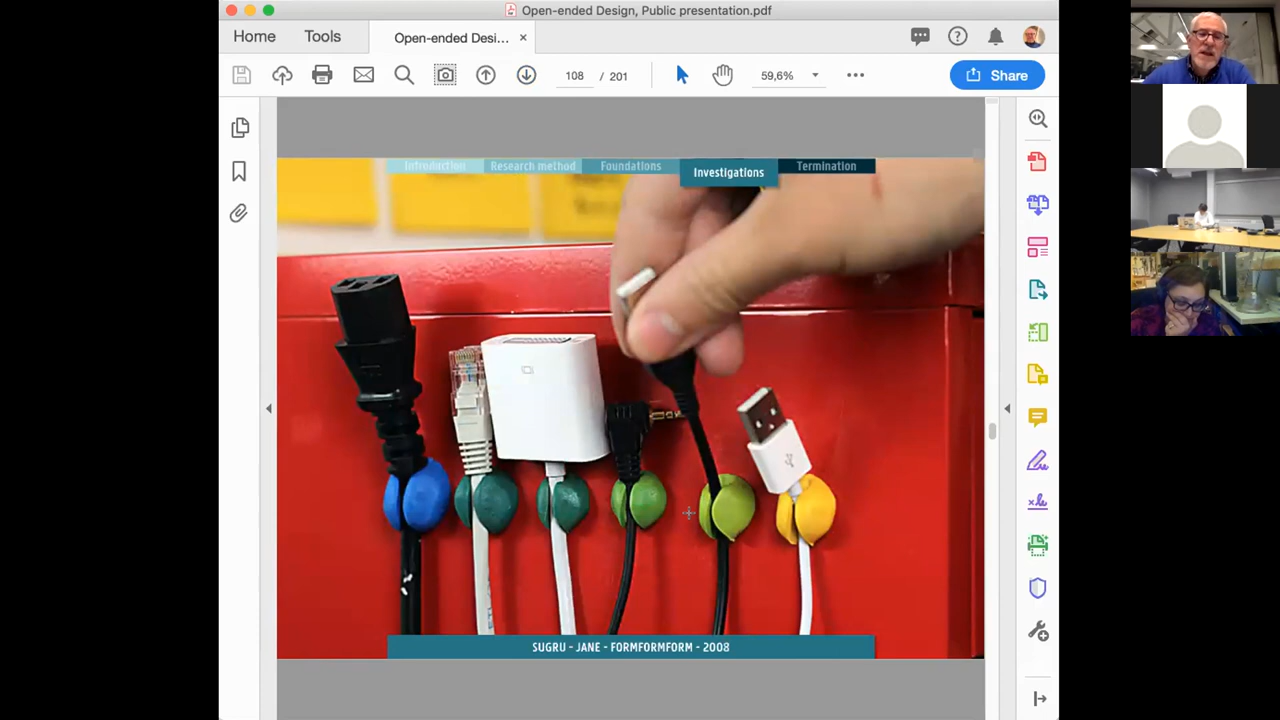 Open-ended Design, Public presentation.pdf
Home
Tools
Open-ended Desi...
108 / 201
59,6%
Share
Introduction
Research method
Foundations
Investigations
Termination
SUGRU - JANE - FORMFORMFORM - 2008